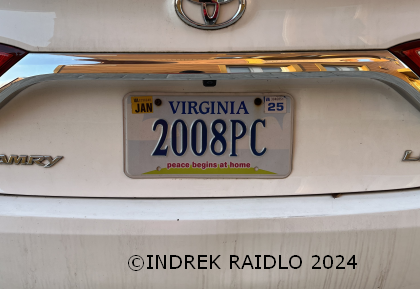 JAN
VIRGINIA
25
2008PC
peace begins at home
AMRY
L
©INDREK RAIDLO 2024